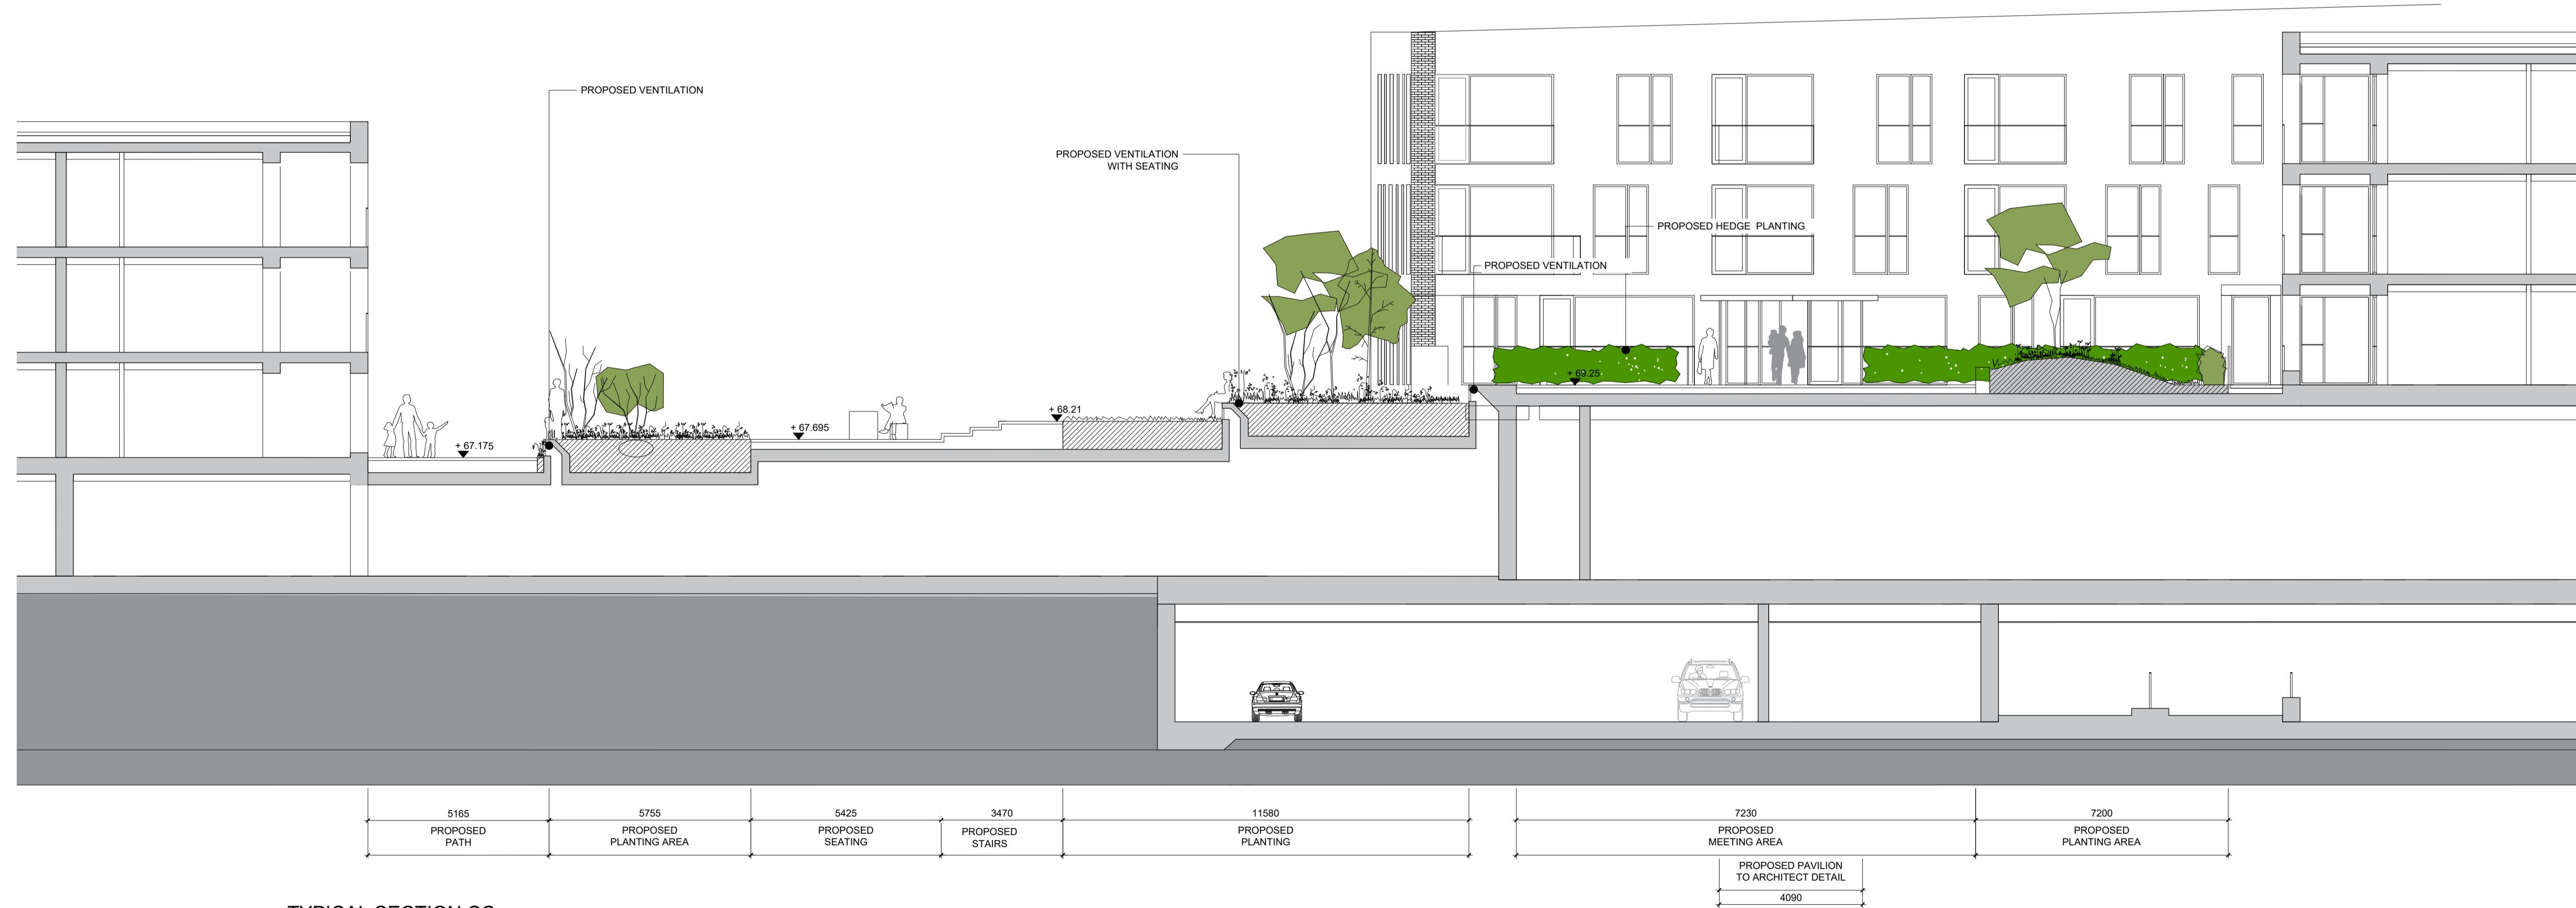 PROPOSED VENTILATION
PROPOSED VENTILATION
WITH SEATING
PROPOSED HEDGE PLANTING
PROPOSED VENTILATION
+ 69.25
+ 68.21
+ 67.695
+ 67.175
5165
5755
5425
3470
11580
7230
7200
PROPOSED
PATH
PROPOSED
PLANTING AREA
PROPOSED
SEATING
PROPOSED
STAIRS
PROPOSED
PLANTING
PROPOSED
MEETING AREA
PROPOSED
PLANTING AREA
PROPOSED PAVILION
TO ARCHITECT DETAIL
4090
TYPICAL SECTION